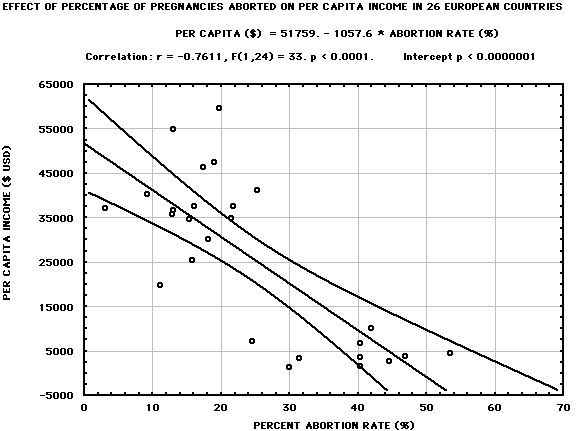 EFFECT OF PERCENTAGE OF PREGNANCIES ABORTED ON PER CAPITA INCOME IN 26 EUROPEAN COUNTRIES
PER CAPITA ($) = 51759. - 1057.6 * ABORTION RATE (%)
Correlation: r = -0.7611, F(1,24) = 33. p < 0.0001. Intercept p < 0.0000001
PER CAPITA INCOME ($ USD)
65000
55000
45000
35000
25000
15000
5000
-5000
0 10 20 30 40 50 60 70
PERCENT ABORTION RATE (%)